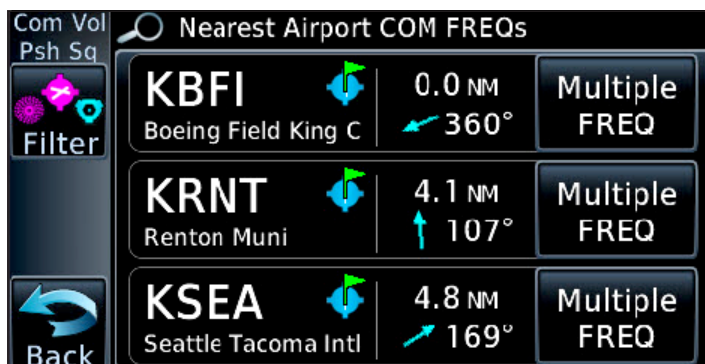 Com Vol
Psh Sq
Nearest Airport COM FREQs
Filter
KBFI
Boeing Field King C
0.0 NM
360°
Multiple
FREQ
KRNT
Renton Muni
4.1 NM
107°
Multiple
FREQ
KSEA
Seattle Tacoma Intl
4.8 NM
169°
Multiple
FREQ
Back